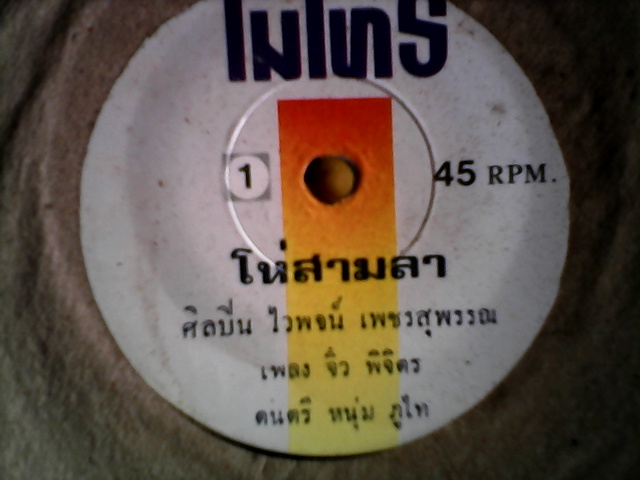 ไมโทร
1
45 RPM.
โห่สามลา
ศิลปิ่น ไวพจน์ เพชรสุพรรณ
เพลง จิ๋ว พิจิตร
ดนตรี หนุ่ม ภูไท